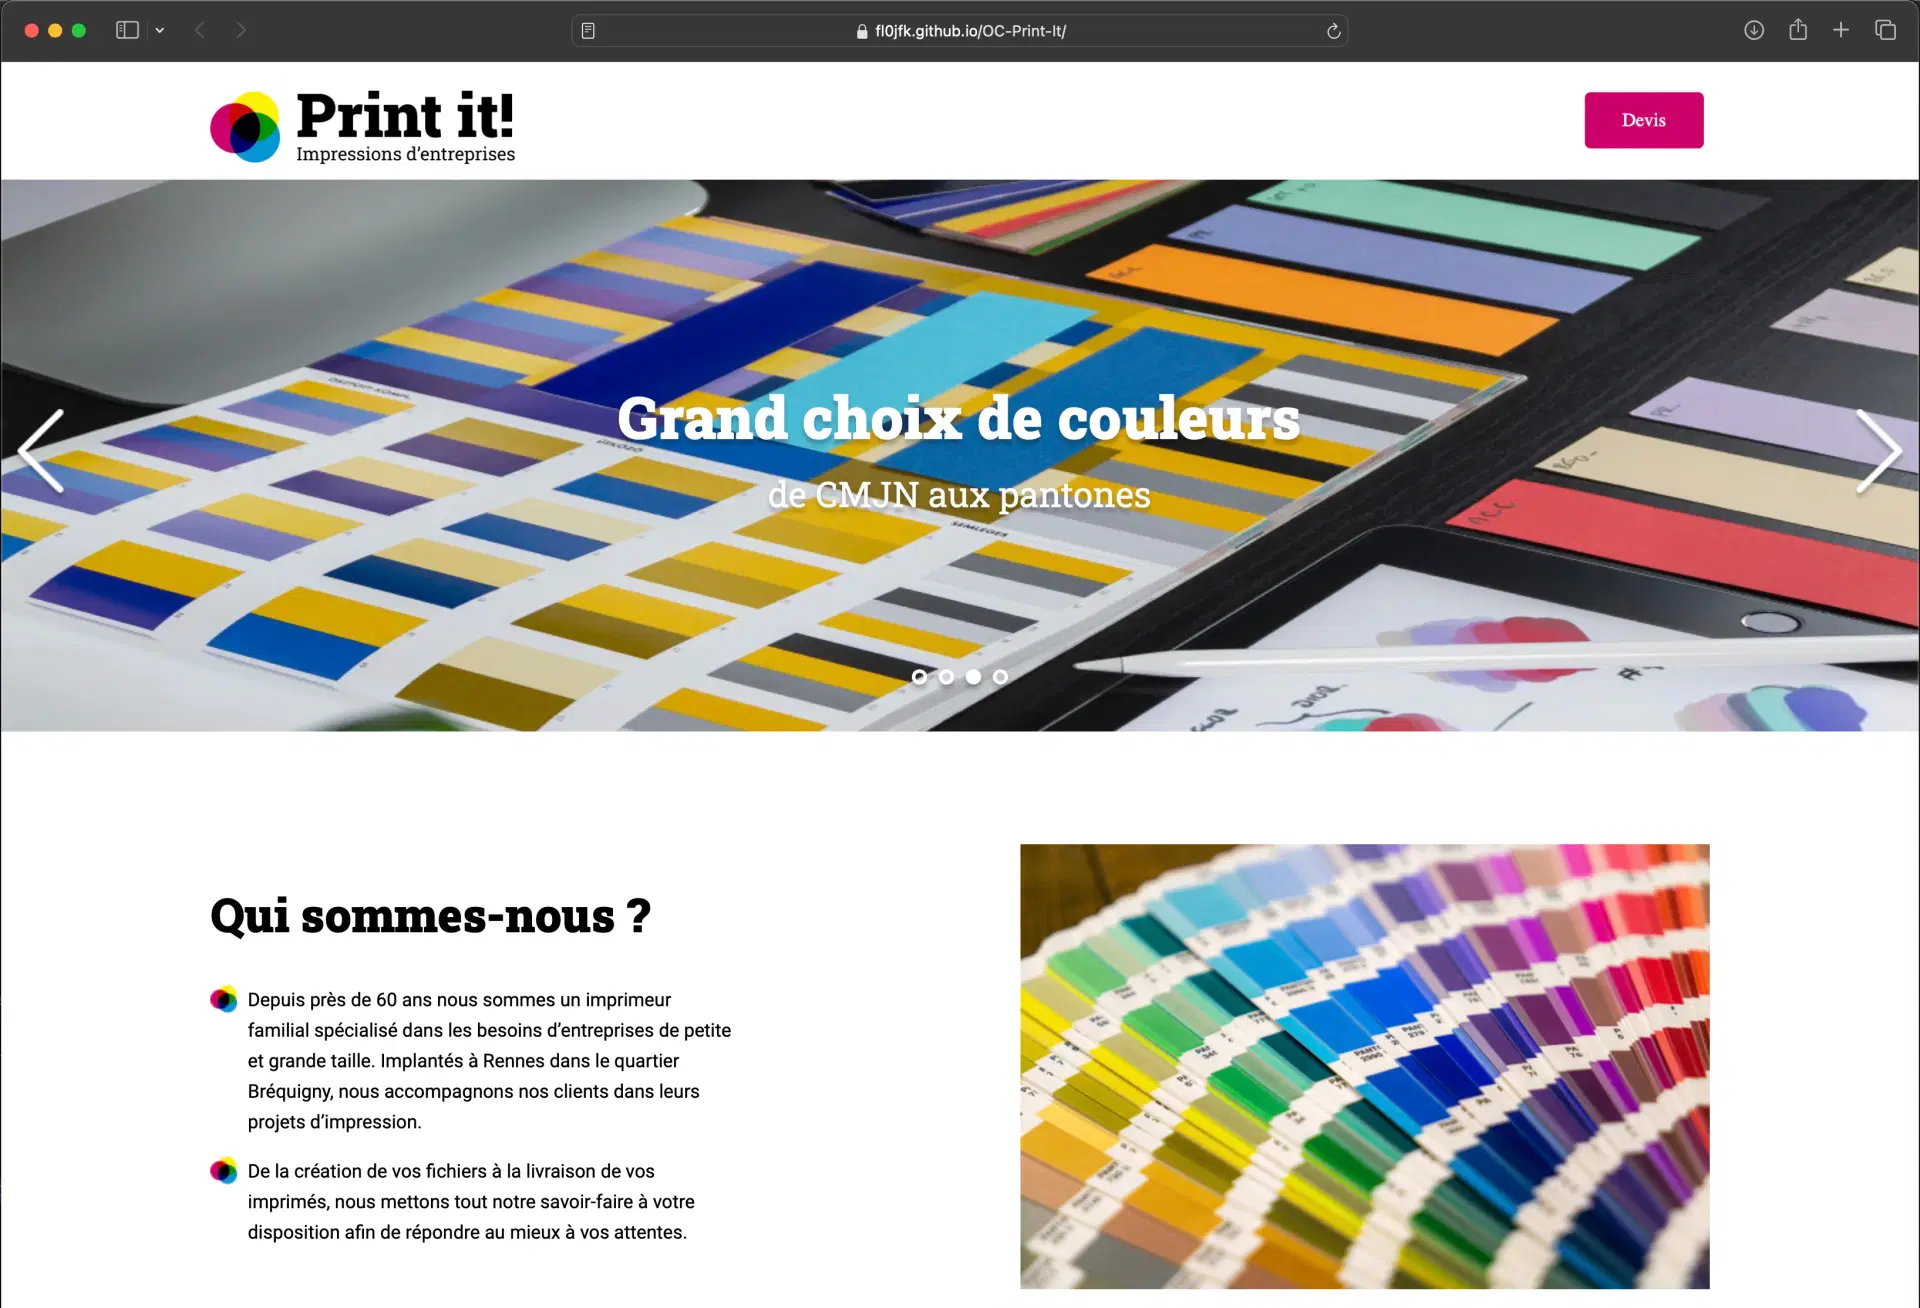 fl0jfk.github.io/OC-Print-It/
Print it!
Impressions d'entreprises
Devis
Grand choix de couleurs
de CMJN aux pantones
SEMLEGES
Qui sommes-nous ?
Depuis près de 60 ans nous sommes un imprimeur
familial spécialisé dans les besoins d'entreprises de petite
et grande taille. Implantés à Rennes dans le quartier
Bréquigny, nous accompagnons nos clients dans leurs
projets d'impression.
De la création de vos fichiers à la livraison de vos
imprimés, nous mettons tout notre savoir-faire à votre
disposition afin de répondre au mieux à vos attentes.